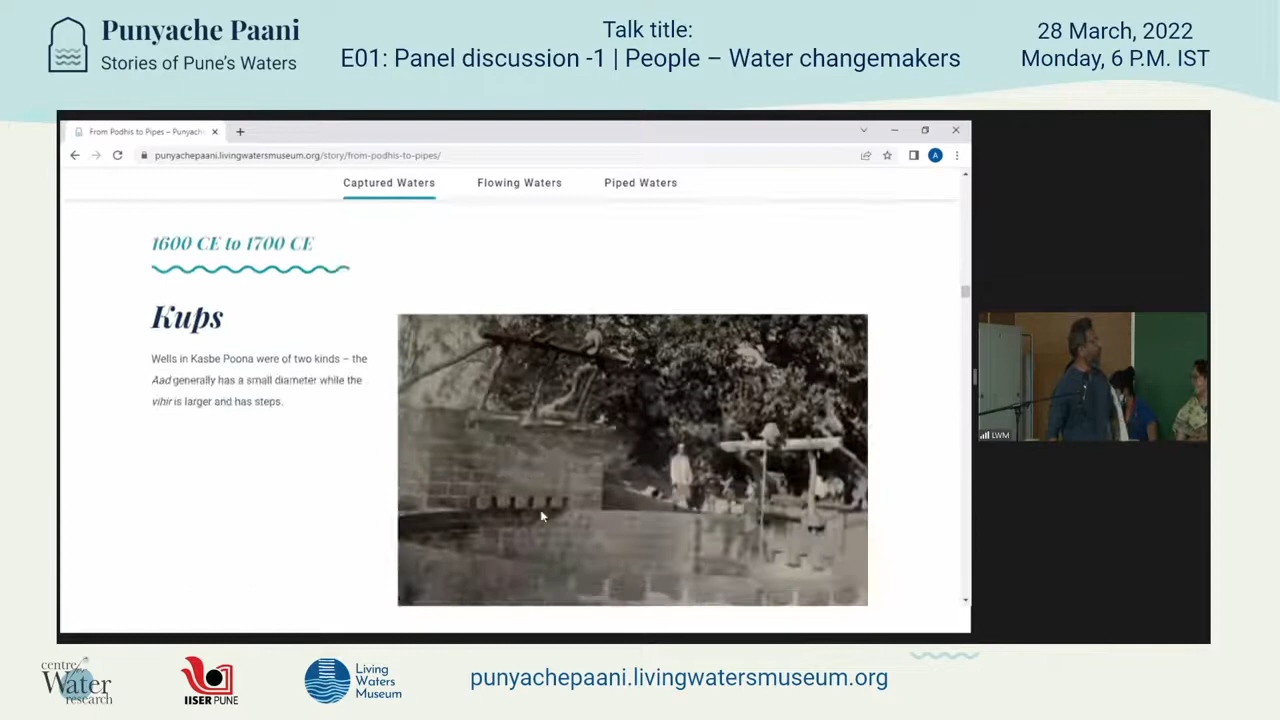 Punyache Paani
Stories of Pune's Waters
Talk title:
E01: Panel discussion -1 | People – Water changemakers
28 March, 2022
Monday, 6 P.M. IST
From Podhis to Pipes – Punyach
punyachepaani.livingwatersmuseum.org/story/from-podhis-to-pipes/
A
Captured Waters
Flowing Waters
Piped Waters
1600 CE to 1700 CE
Kups
Wells in Kasbe Poona were of two kinds – the
Aad generally has a small diameter while the
vihir is larger and has steps.
LWM
centre for
Water
research
IISER PUNE
Living
Waters
Museum
punyachepaani.livingwatersmuseum.org